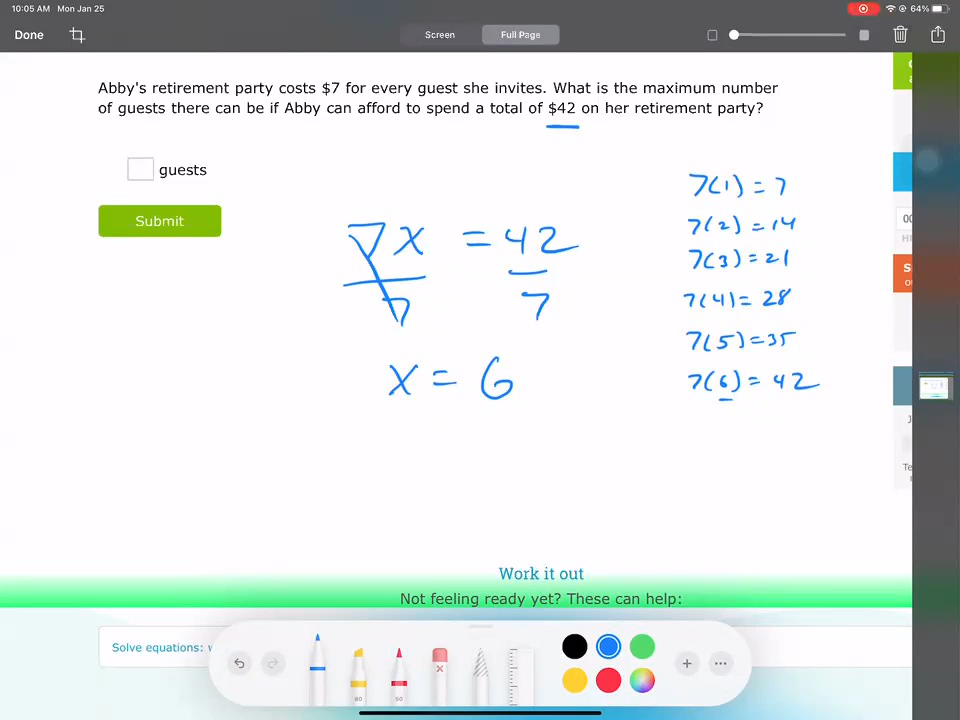 10:05 AM Mon Jan 25
64%
Done
Screen
Full Page
Abby's retirement party costs $7 for every guest she invites. What is the maximum number
of guests there can be if Abby can afford to spend a total of $42 on her retirement party?
guests
Submit
7x = 42
7 7
x = 6
7(1) = 7
7(2) = 14
7(3) = 21
7(4) = 28
7(5) = 35
7(6) = 42
Work it out
Not feeling ready yet? These can help:
Solve equations:
80
50